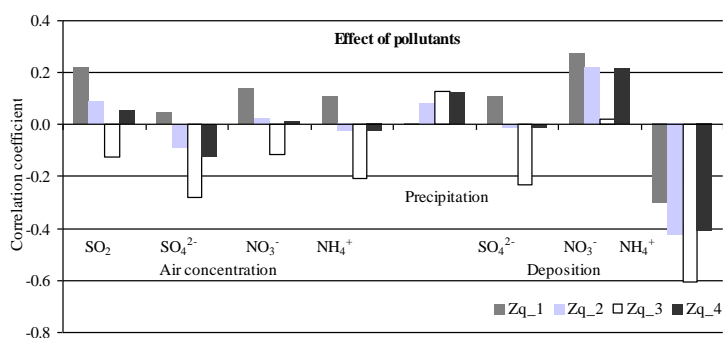 Effect of pollutants
Correlation coefficient
0.4
0.2
0.0
-0.2
-0.4
-0.6
-0.8
Precipitation
SO₂ SO₄²⁻ NO₃⁻ NH₄⁺ SO₄²⁻ NO₃⁻ NH₄⁺
Air concentration Deposition
Zq_1 Zq_2 Zq_3 Zq_4